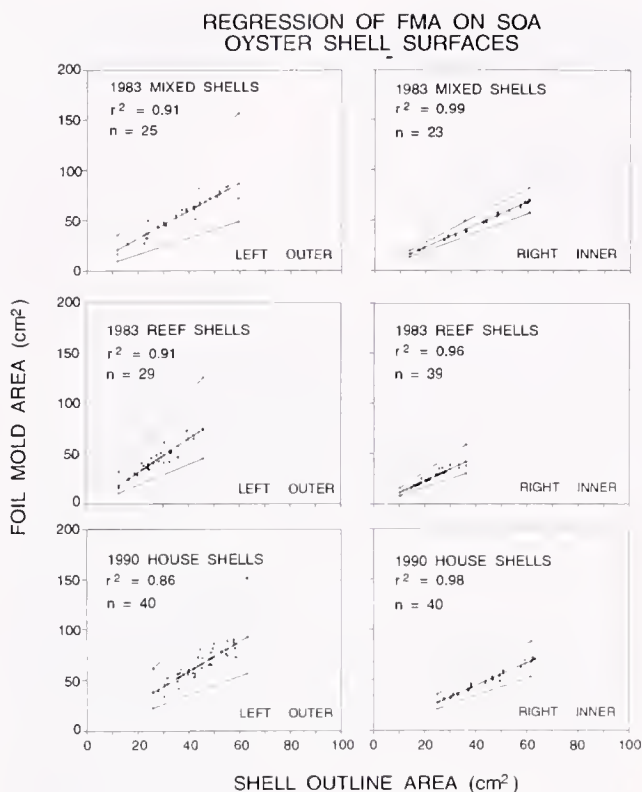 REGRESSION OF FMA ON SOA
OYSTER SHELL SURFACES
FOIL MOLD AREA (cm²)
200
150
100
50
0
1983 MIXED SHELLS
r² = 0.91
n = 25
LEFT OUTER
1983 MIXED SHELLS
r² = 0.99
n = 23
RIGHT INNER
200
150
100
50
0
1983 REEF SHELLS
r² = 0.91
n = 29
LEFT OUTER
1983 REEF SHELLS
r² = 0.96
n = 39
RIGHT INNER
200
150
100
50
0
1990 HOUSE SHELLS
r² = 0.86
n = 40
LEFT OUTER
1990 HOUSE SHELLS
r² = 0.98
n = 40
RIGHT INNER
0 20 40 60 80 100
0 20 40 60 80 100
SHELL OUTLINE AREA (cm²)